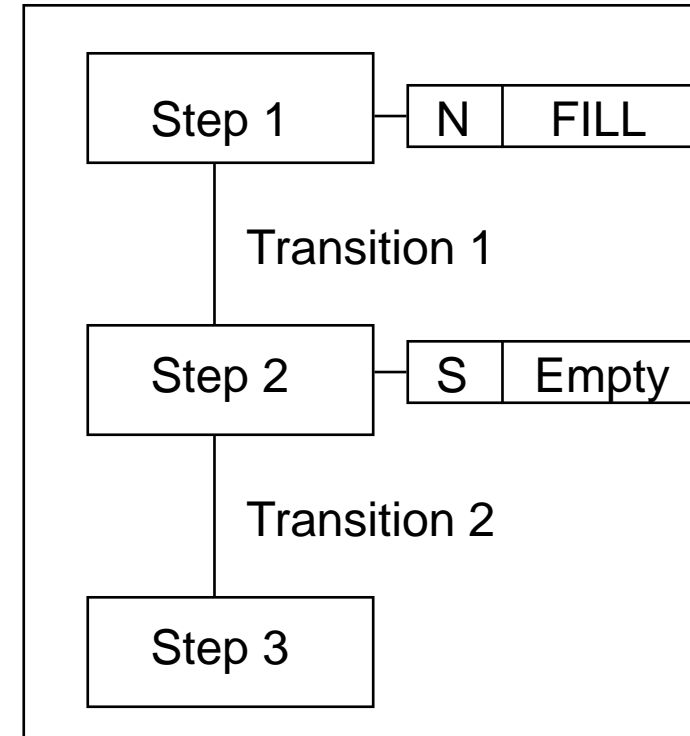 Step 1 N FILL
Transition 1
Step 2 S Empty
Transition 2
Step 3